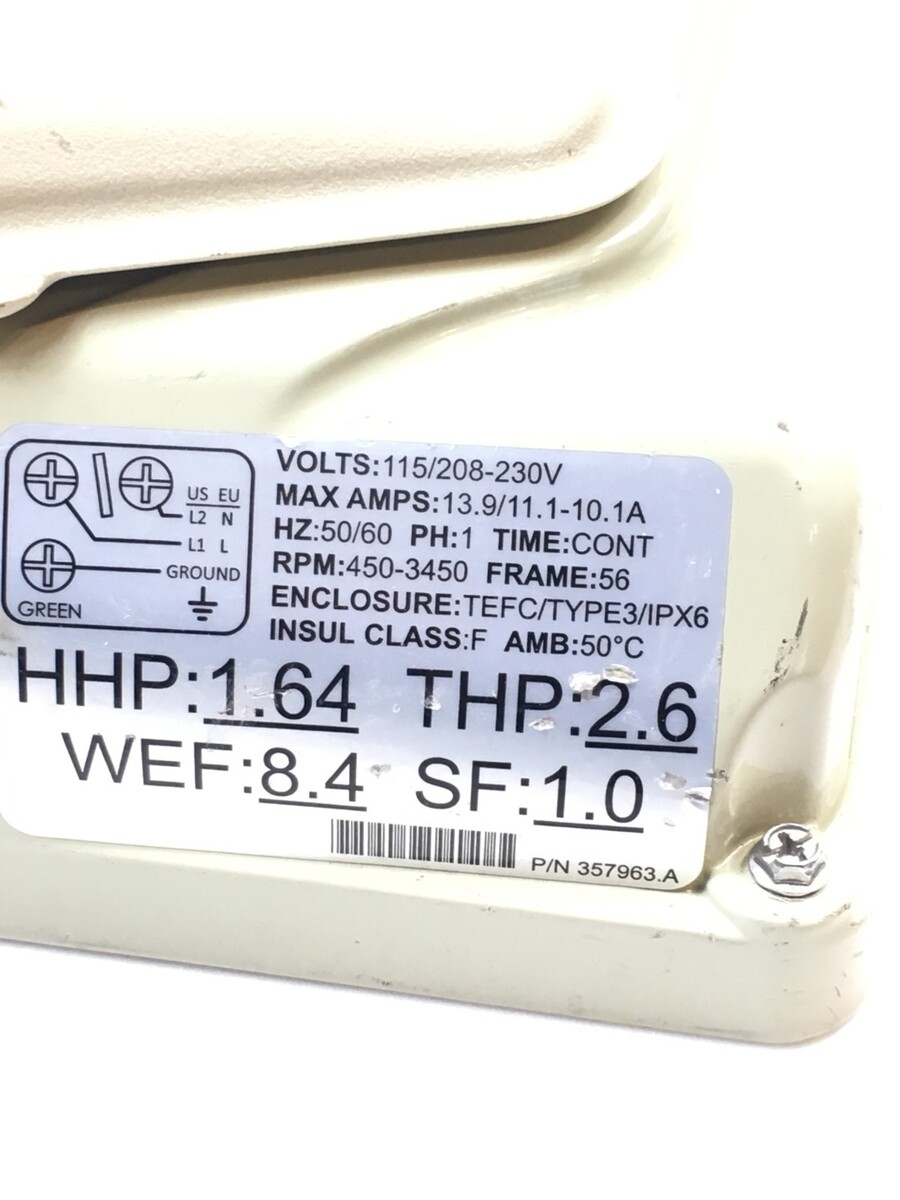 US EU
L2 N
L1 L
GROUND
GREEN
VOLTS:115/208-230V
MAX AMPS:13.9/11.1-10.1A
HZ:50/60 PH:1 TIME:CONT
RPM:450-3450 FRAME:56
ENCLOSURE:TEFC/TYPE3/IPX6
INSUL CLASS:F AMB:50°C
HHP:1.64 THP:2.6
WEF:8.4 SF:1.0
P/N 357963.A